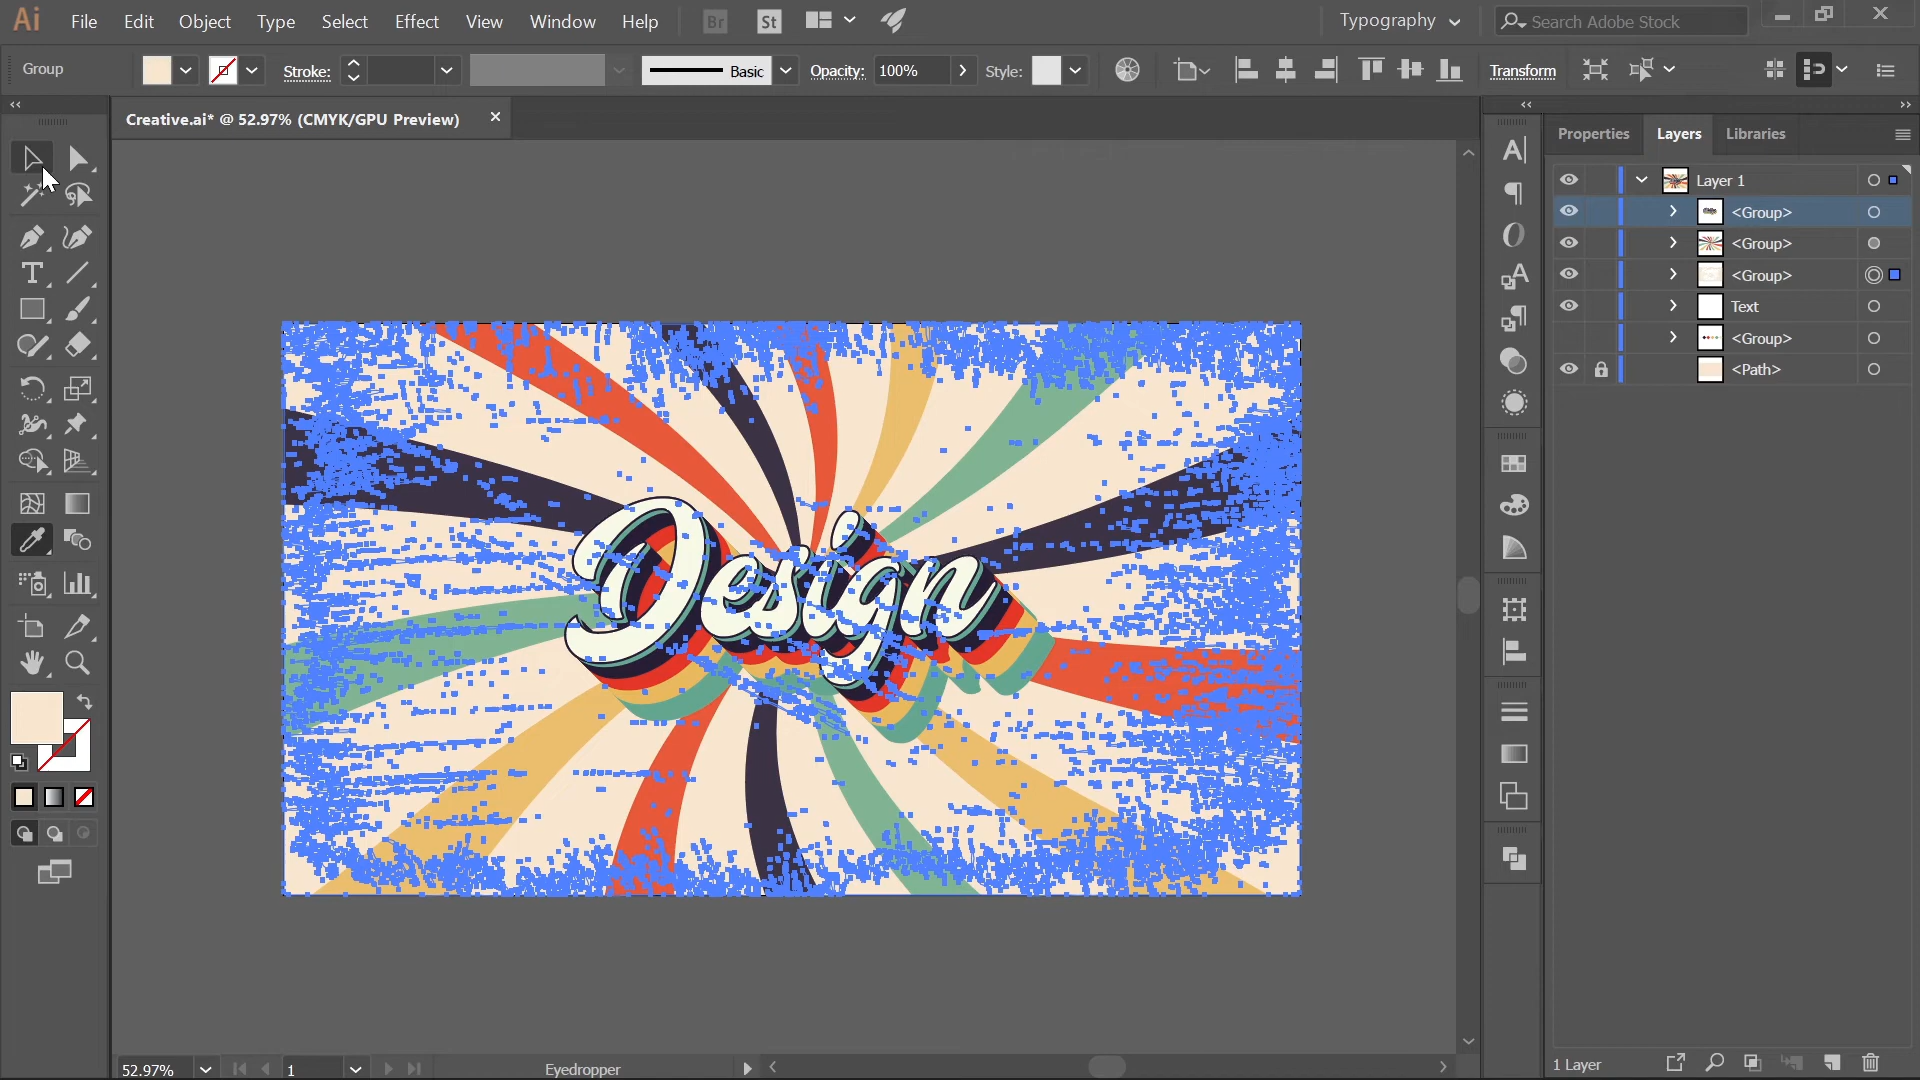 Ai File Edit Object Type Select Effect View Window Help Br St Typography Search Adobe Stock
Group Stroke: Basic Opacity: 100% Style: Transform
Creative.ai* @ 52.97% (CMYK/GPU Preview)
Properties Layers Libraries
Layer 1
<Group>
<Group>
<Group>
Text
<Group>
<Path>
Design
1 Layer
52.97% 1 Eyedropper